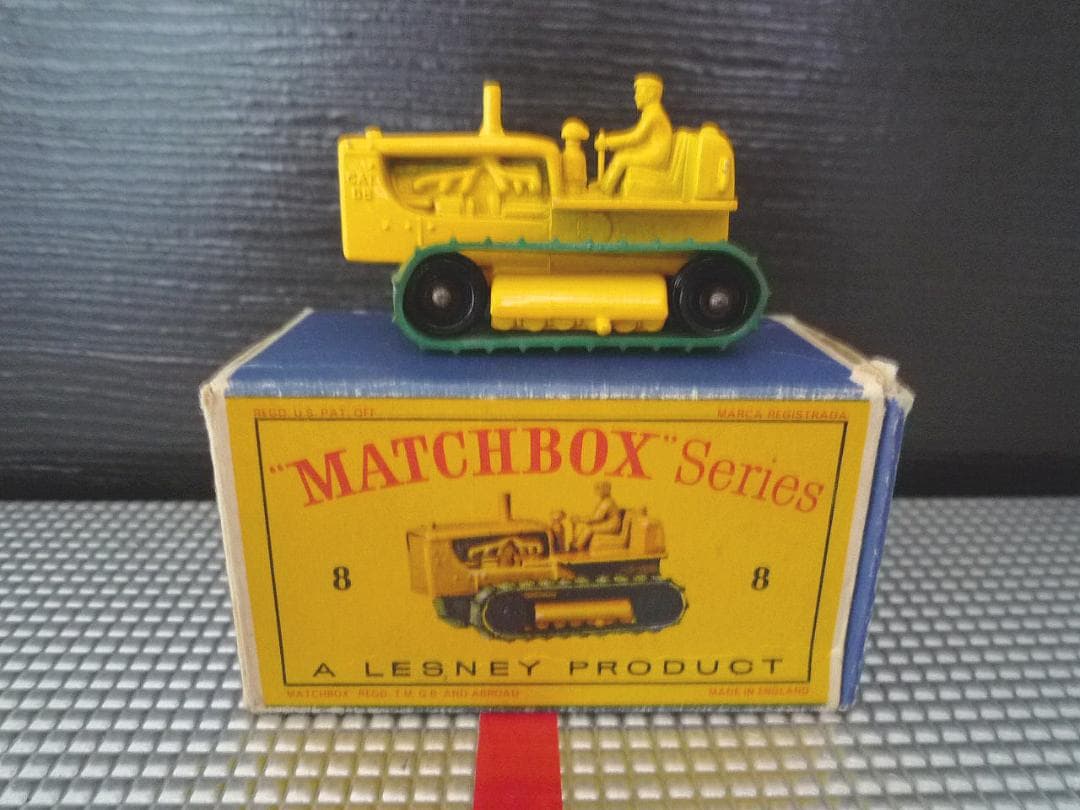 CAT
D8
REGD. U.S. PAT. OFF.
MARCA REGISTRADA
"MATCHBOX" Series
8
8
A LESNEY PRODUCT
MATCHBOX REGD. T.M. G.B. AND ABROAD
MADE IN ENGLAND